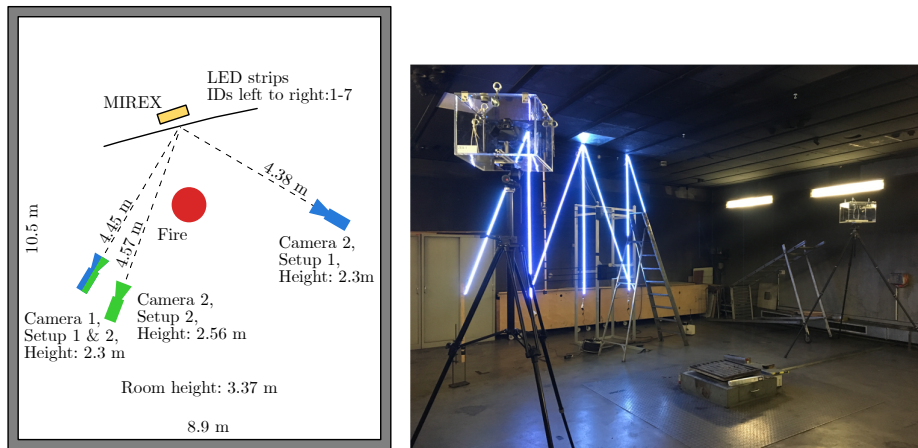 LED strips
IDs left to right:1-7
MIREX
4.38 m
4.45 m
4.57 m
Fire
10.5 m
Camera 2,
Setup 1,
Height: 2.3m
Camera 2,
Setup 2,
Height: 2.56 m
Camera 1,
Setup 1 & 2,
Height: 2.3 m
Room height: 3.37 m
8.9 m